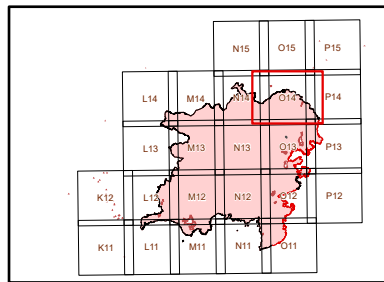 N15 O15 P15
L14 M14 N14 O14 P14
L13 M13 N13 O13 P13
K12 L12 M12 N12 O12 P12
K11 L11 M11 N11 O11